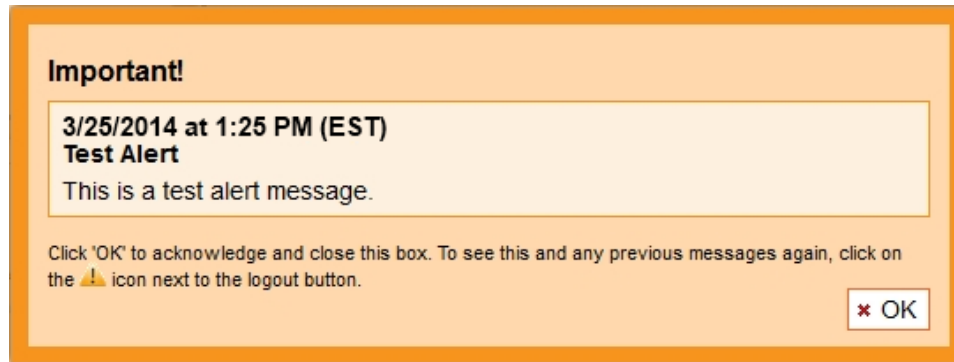 Important!
3/25/2014 at 1:25 PM (EST)
Test Alert
This is a test alert message.
Click 'OK' to acknowledge and close this box. To see this and any previous messages again, click on
the icon next to the logout button.
OK